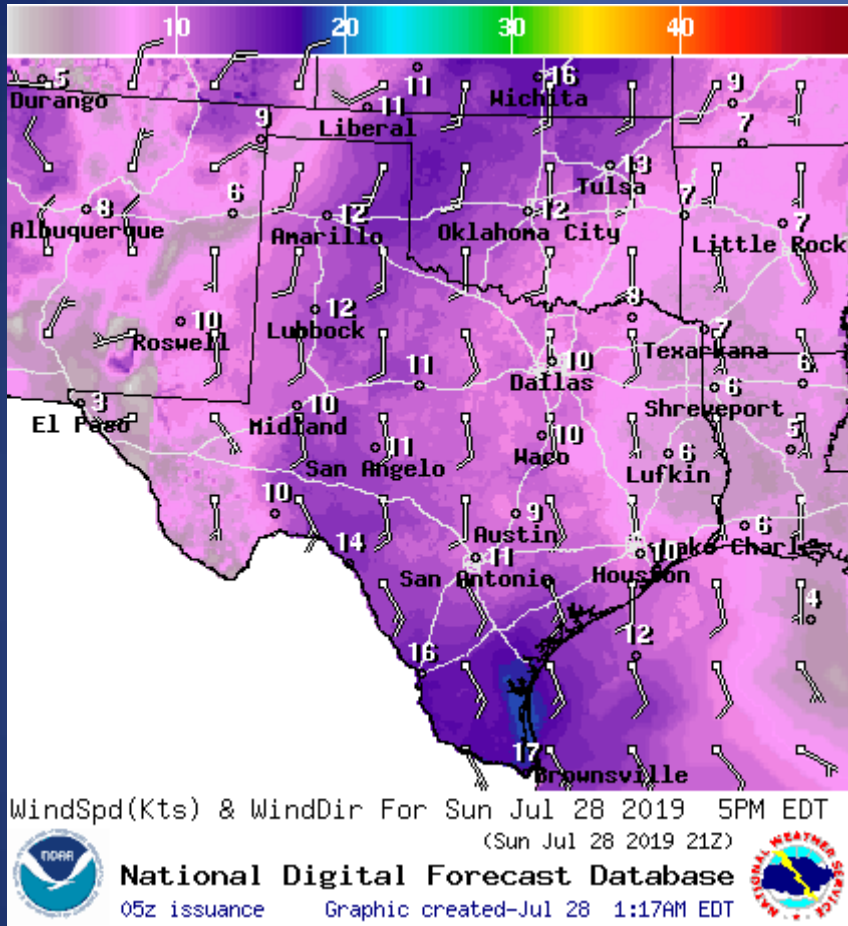 10 20 30 40
5 11 16 9
Durango Wichita
11
Liberal
9 7
13
Tulsa
8 6 12 12 7 7
Albuquerque Amarillo Oklahoma City Little Rock
10 12 8
Roswell Lubbock 7
Texarkana
11 10 6
Dallas
3 10 6
El Paso Midland Shreveport
11 10 6 5
San Angelo Waco Lufkin
10 9 6
Austin
14 11 10 Lake Charles
San Antonio Houston
4
16 12
17
Brownsville
WindSpd(Kts) & WindDir For Sun Jul 28 2019 5PM EDT
(Sun Jul 28 2019 21Z)
NOAA
National Digital Forecast Database
05z issuance Graphic created-Jul 28 1:17AM EDT
NATIONAL WEATHER SERVICE